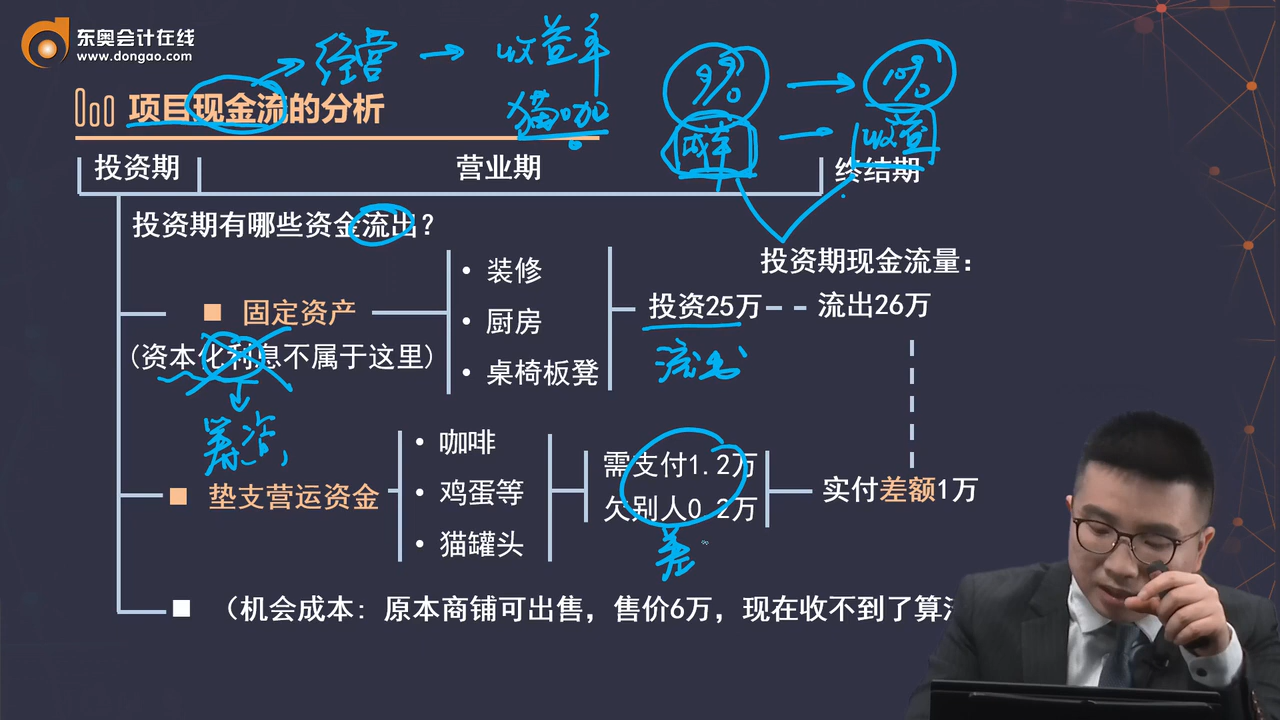 东奥会计在线
www.dongao.com
经营 → 收益率
猫咖
9% → 10%
成本 → 收益
项目现金流的分析
投资期
营业期
终结期
投资期有哪些资金流出？
投资期现金流量：
固定资产
(资本化利息不属于这里)
筹资
• 装修
• 厨房
• 桌椅板凳
投资25万
流出
流出26万
垫支营运资金
• 咖啡
• 鸡蛋等
• 猫罐头
需支付1.2万
欠别人0.2万
差
实付差额1万
（机会成本：原本商铺可出售，售价6万，现在收不到了算